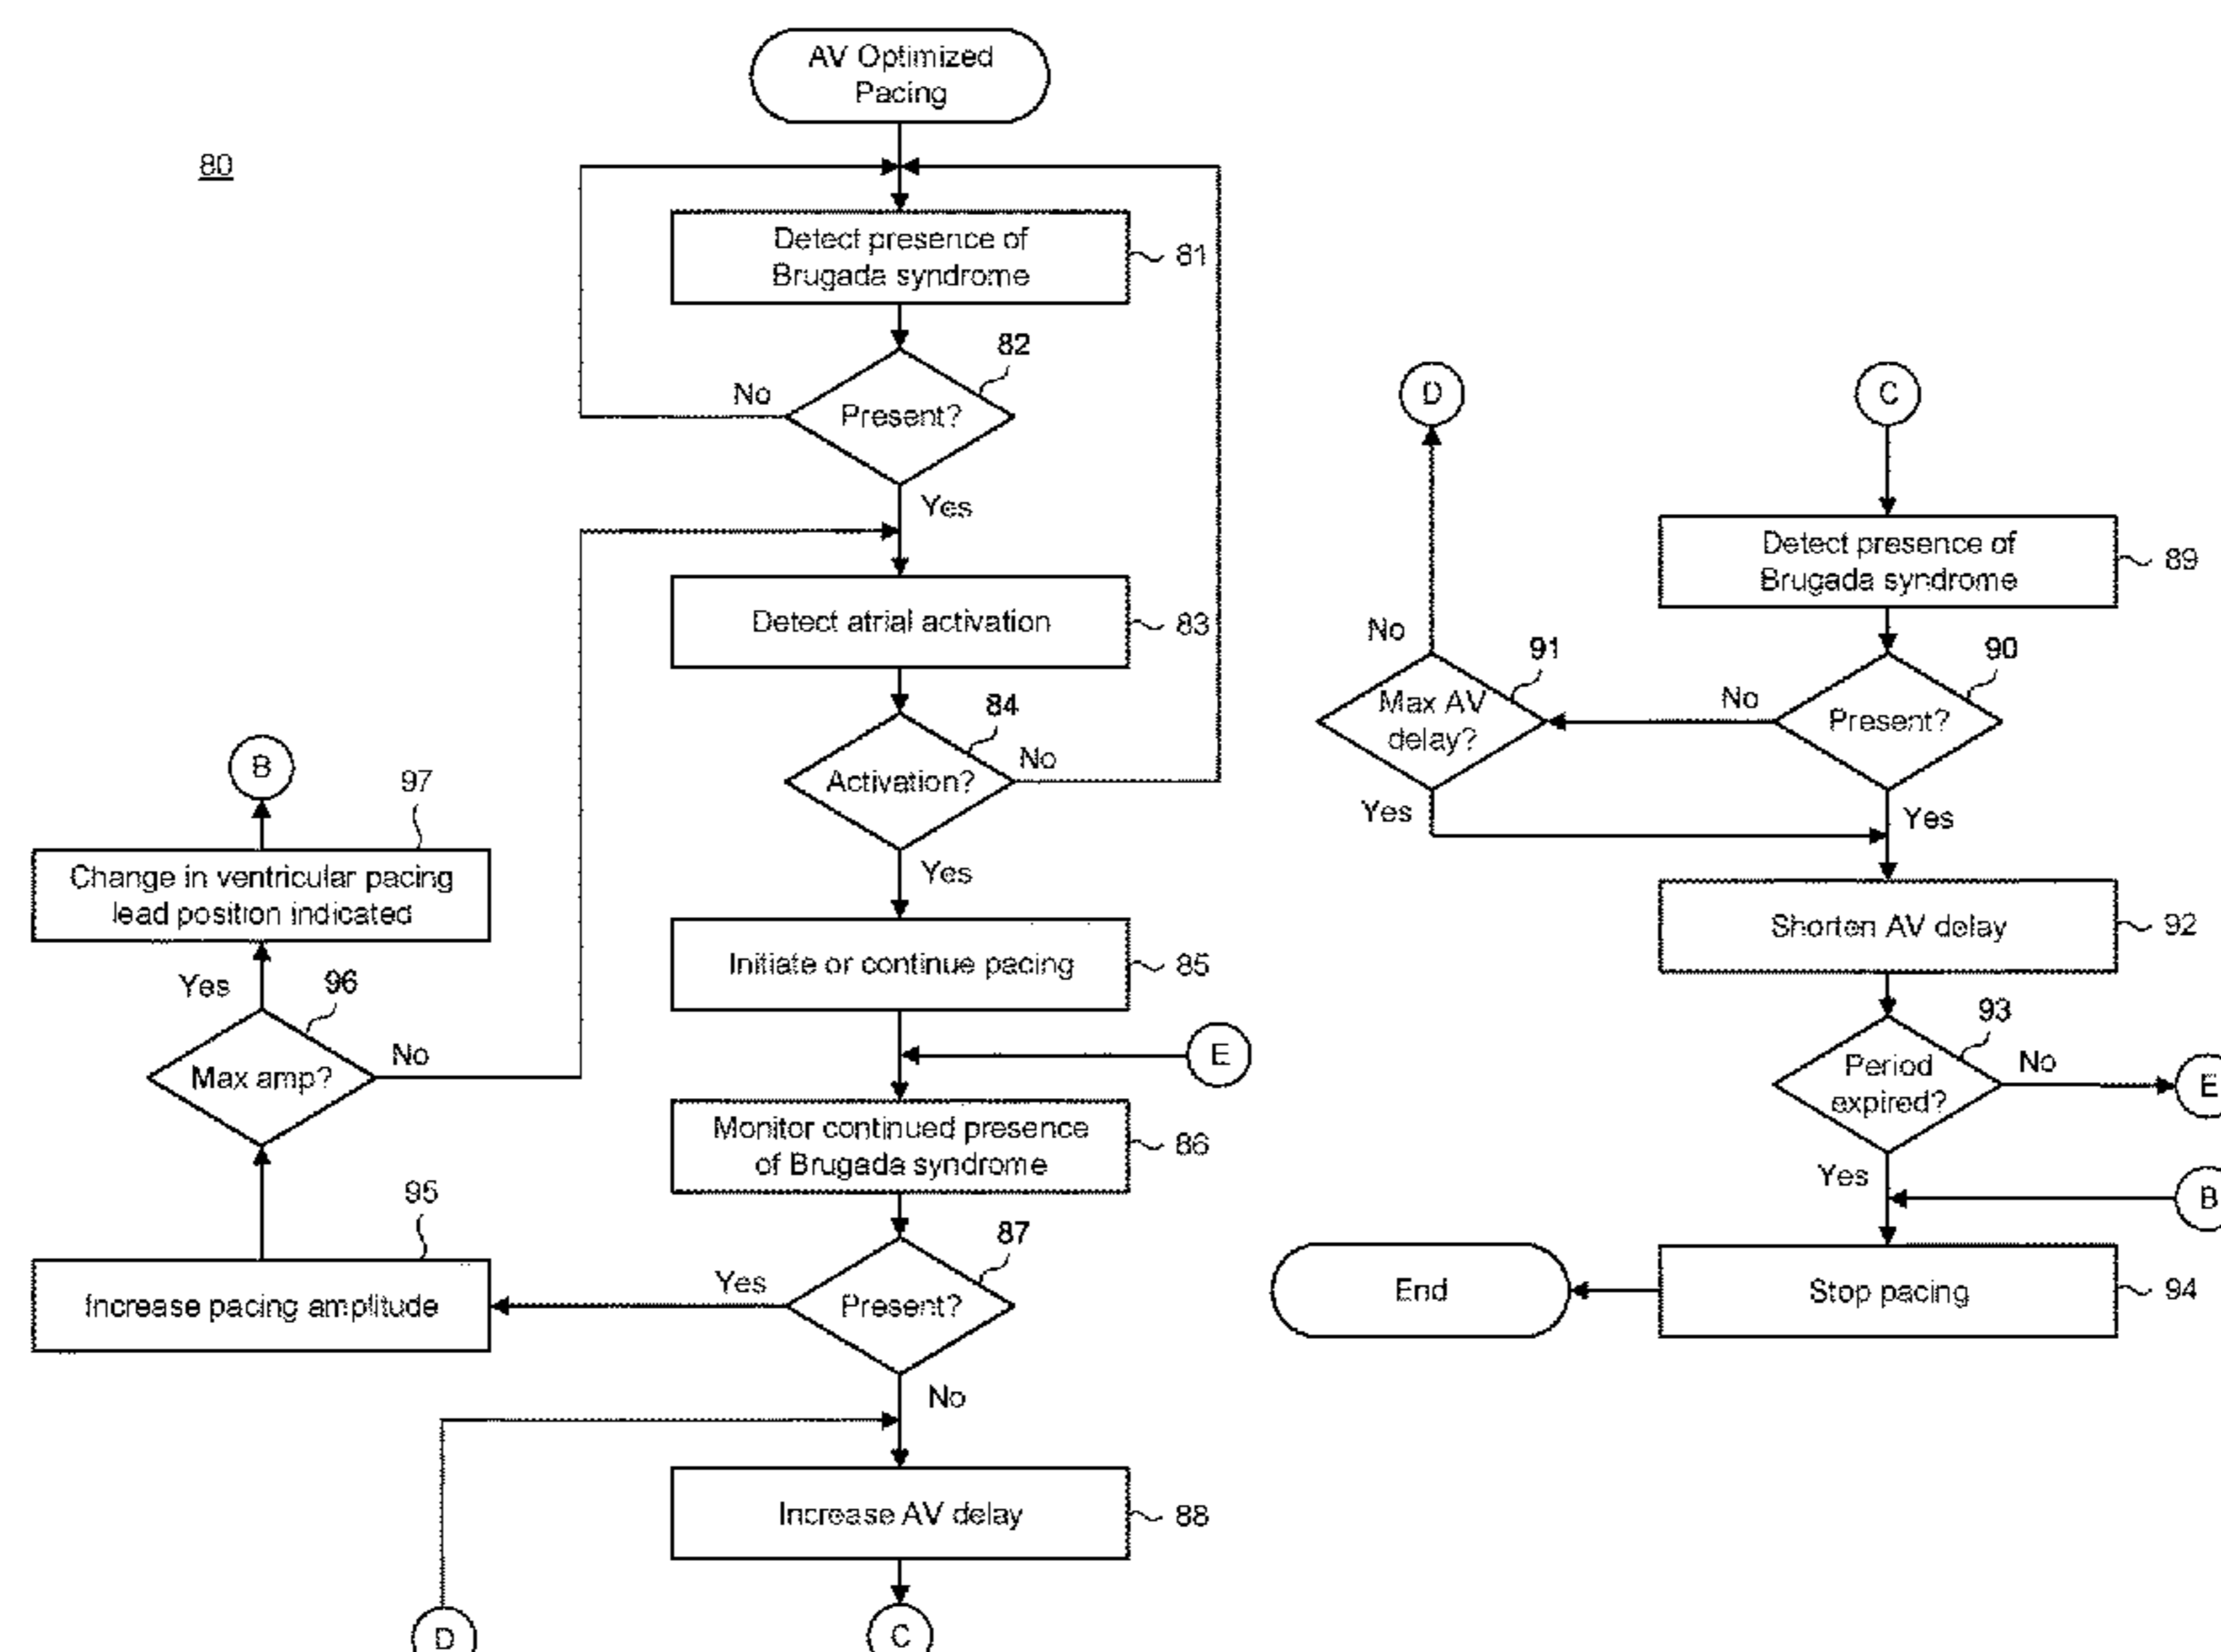 AV Optimized
Pacing
80
Detect presence of
Brugada syndrome
81
82
No
Present?
Yes
Detect atrial activation
83
84
No
Activation?
Yes
Initiate or continue pacing
85
E
Monitor continued presence
of Brugada syndrome
86
87
Yes
Present?
No
Increase AV delay
88
D
C
B
97
Change in ventricular pacing
lead position indicated
Yes
96
No
Max amp?
95
Increase pacing amplitude
D
C
Detect presence of
Brugada syndrome
89
No
91
90
Max AV
delay?
No
Present?
Yes
Yes
Shorten AV delay
92
93
Period
expired?
No
E
Yes
B
End
Stop pacing
94